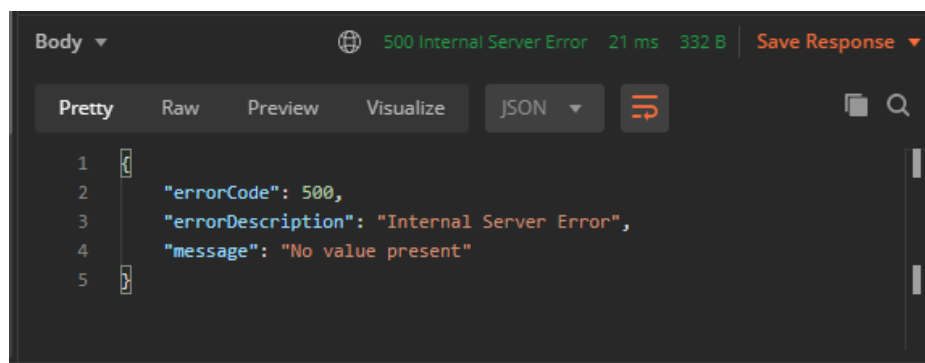 Body 500 Internal Server Error 21 ms 332 B Save Response
Pretty Raw Preview Visualize JSON
1 {
2 "errorCode": 500,
3 "errorDescription": "Internal Server Error",
4 "message": "No value present"
5 }